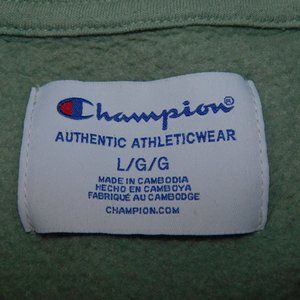 Champion®
AUTHENTIC ATHLETICWEAR
L/G/G
MADE IN CAMBODIA
HECHO EN CAMBOYA
FABRIQUÉ AU CAMBODGE
CHAMPION.COM